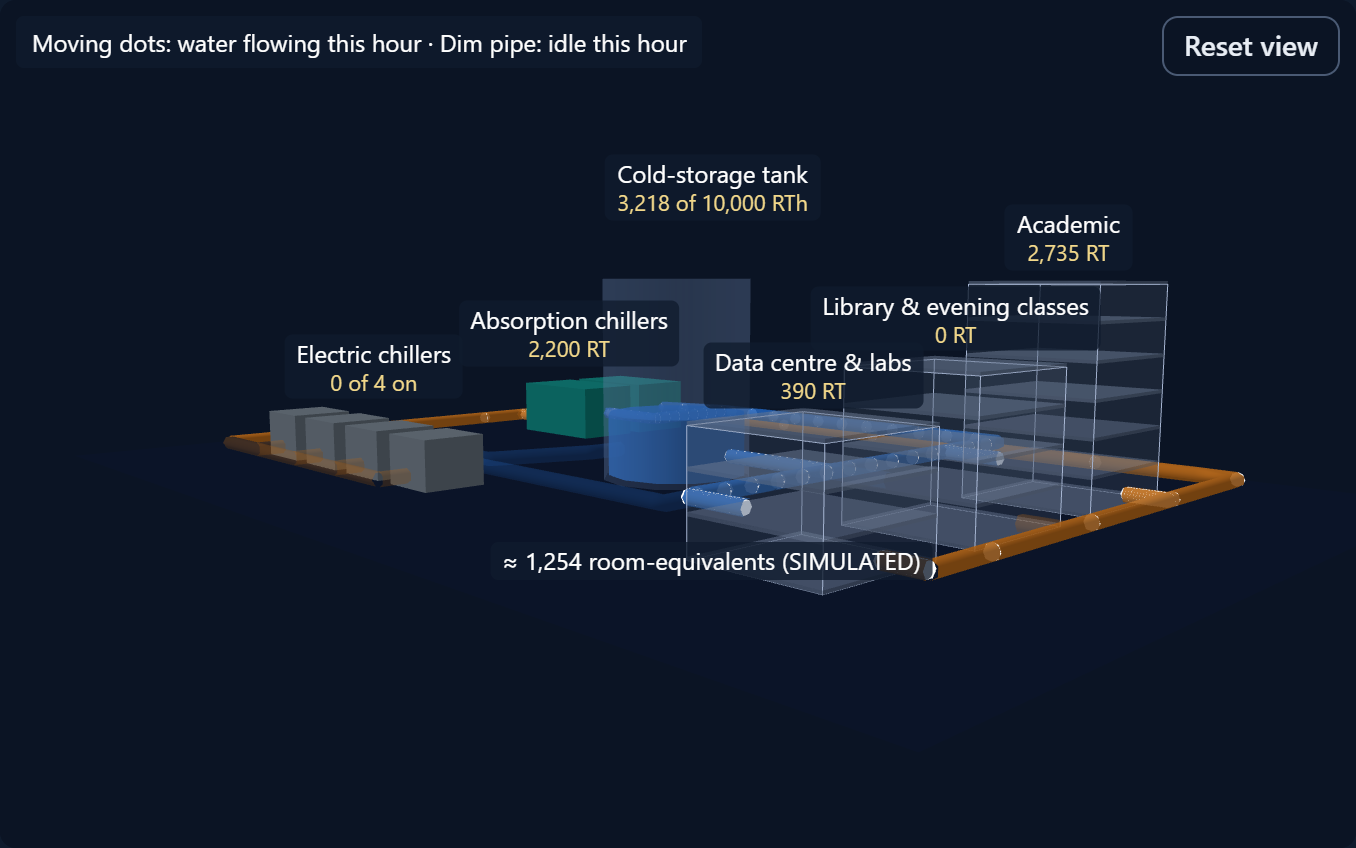 Moving dots: water flowing this hour · Dim pipe: idle this hour
Reset view
Cold-storage tank
3,218 of 10,000 RTh
Academic
2,735 RT
Library & evening classes
0 RT
Absorption chillers
2,200 RT
Electric chillers
0 of 4 on
Data centre & labs
390 RT
≈ 1,254 room-equivalents (SIMULATED)